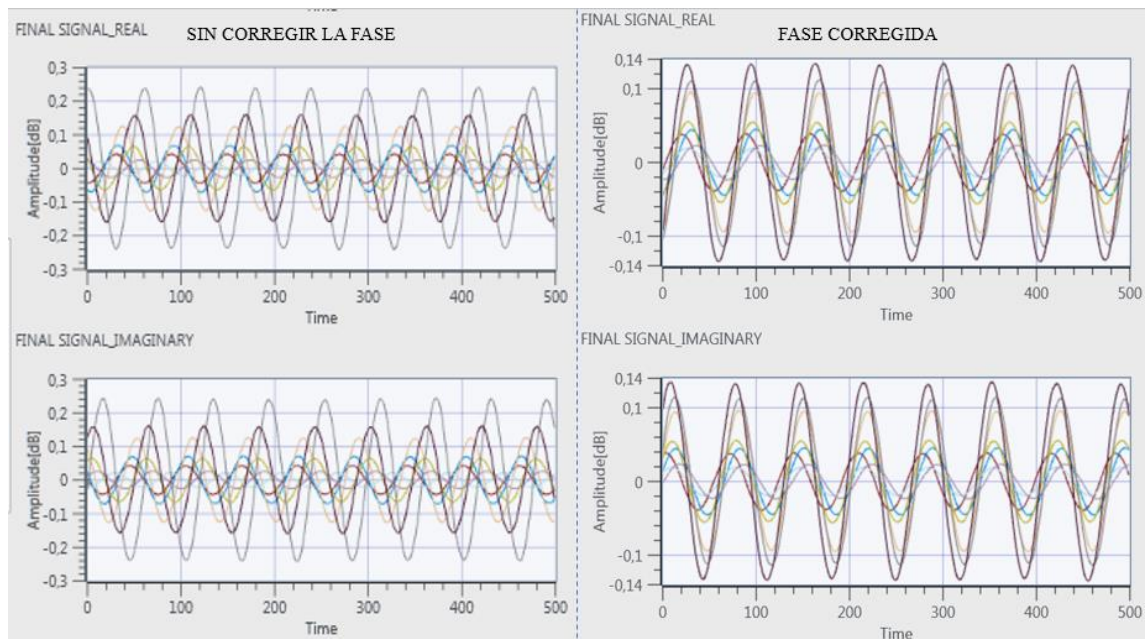 Time
FINAL SIGNAL_REAL
SIN CORREGIR LA FASE
0,3
0,2
0,1
0
-0,1
-0,2
-0,3
Amplitude[dB]
0 100 200 300 400 500
Time
FINAL SIGNAL_IMAGINARY
0,3
0,2
0,1
0
-0,1
-0,2
-0,3
Amplitude[dB]
0 100 200 300 400 500
Time
FINAL SIGNAL_REAL
FASE CORREGIDA
0,14
0,1
0
-0,1
-0,14
Amplitude[dB]
0 100 200 300 400 500
Time
FINAL SIGNAL_IMAGINARY
0,14
0,1
0
-0,1
-0,14
Amplitude[dB]
0 100 200 300 400 500
Time